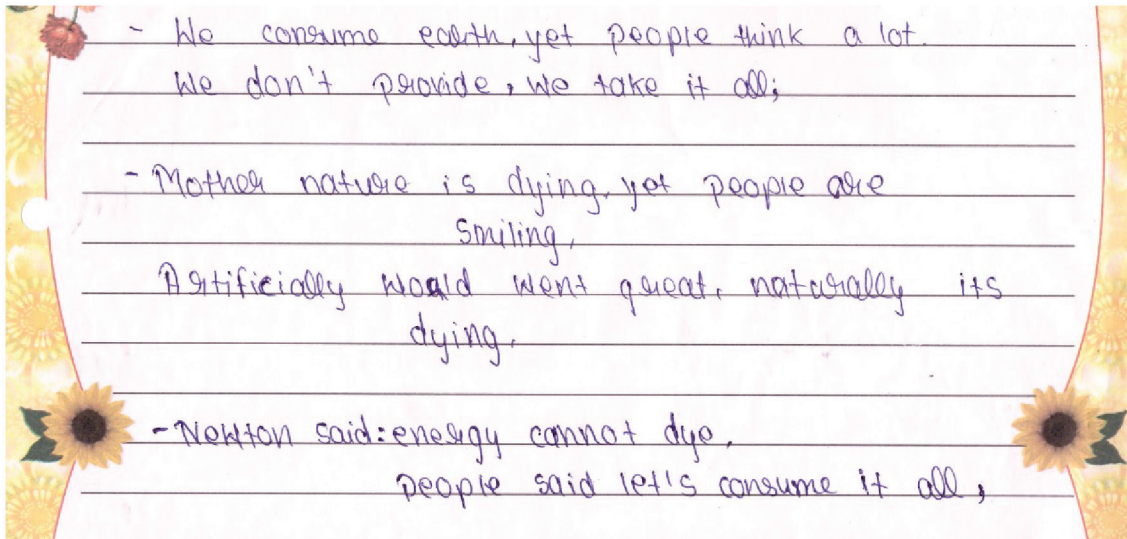 - We consume earth, yet people think a lot.
We don't provide, we take it all;
- Mother nature is dying, yet people are
smiling,
Artificially world went great, naturally its
dying,
- Newton said: energy cannot dye,
people said let's consume it all,